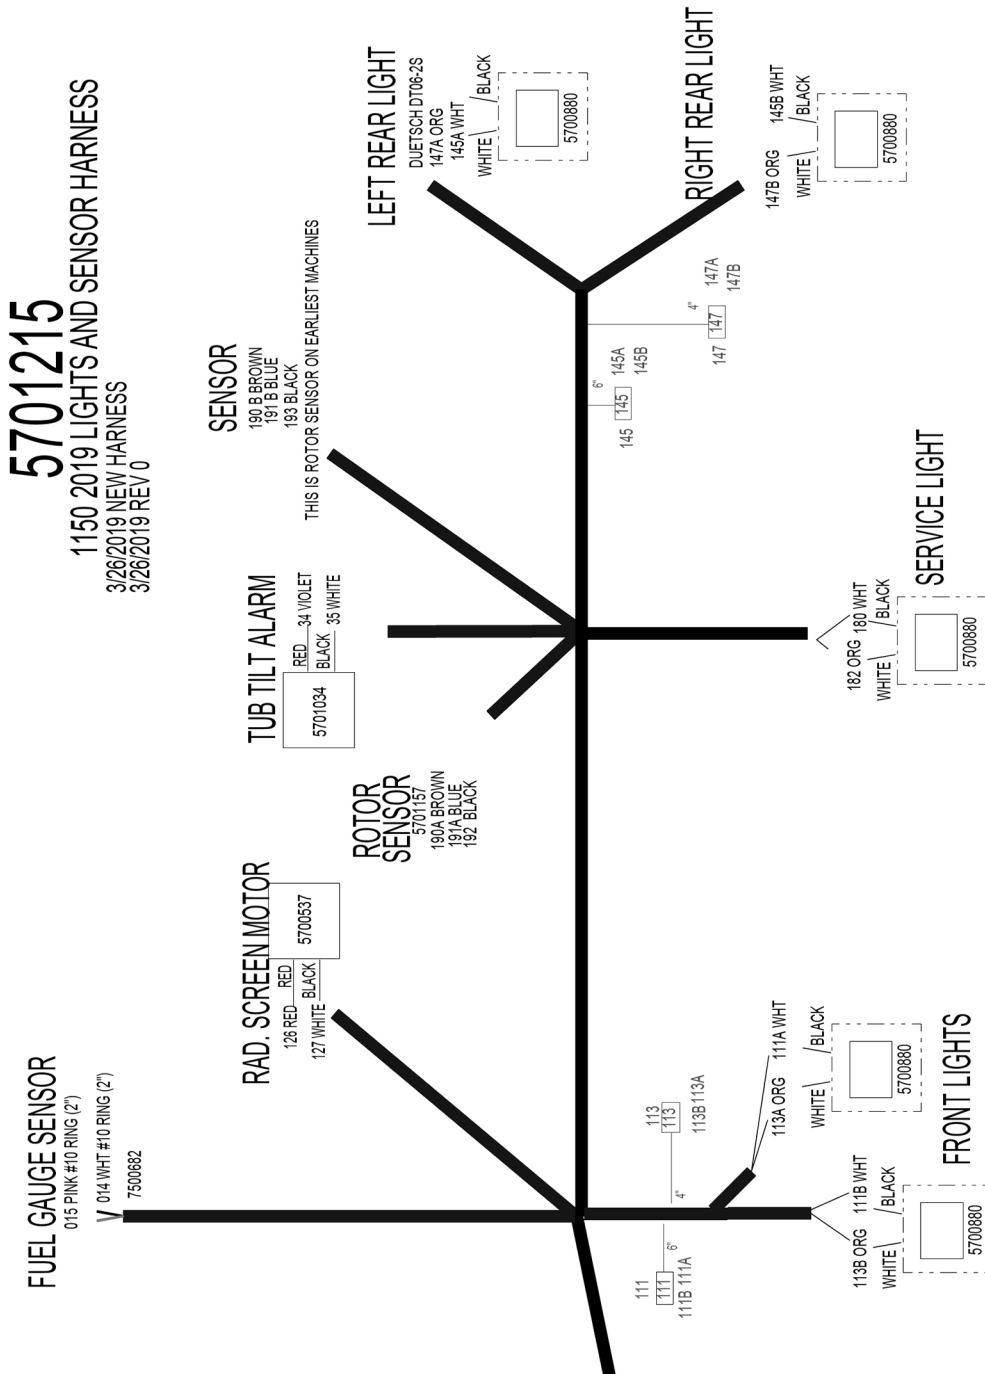 5701215
1150 2019 LIGHTS AND SENSOR HARNESS
3/26/2019 NEW HARNESS
3/26/2019 REV 0
FUEL GAUGE SENSOR
015 PINK #10 RING (2")
014 WHT #10 RING (2")
7500682
RAD. SCREEN MOTOR
126 RED
RED
127 WHITE
BLACK
5700537
ROTOR
SENSOR
5701157
190A BROWN
191A BLUE
192 BLACK
TUB TILT ALARM
5701034
RED
34 VIOLET
BLACK
35 WHITE
SENSOR
190 B BROWN
191 B BLUE
193 BLACK
THIS IS ROTOR SENSOR ON EARLIEST MACHINES
LEFT REAR LIGHT
DUETSCH DT06-2S
147A ORG
145A WHT
WHITE
BLACK
5700880
RIGHT REAR LIGHT
147B ORG
145B WHT
WHITE
BLACK
5700880
6"
145
145
145A
145B
4"
147
147
147A
147B
SERVICE LIGHT
182 ORG
180 WHT
WHITE
BLACK
5700880
111
111
6"
111B 111A
113
113
4"
113B 113A
113A ORG
111A WHT
WHITE
BLACK
5700880
FRONT LIGHTS
113B ORG
111B WHT
WHITE
BLACK
5700880